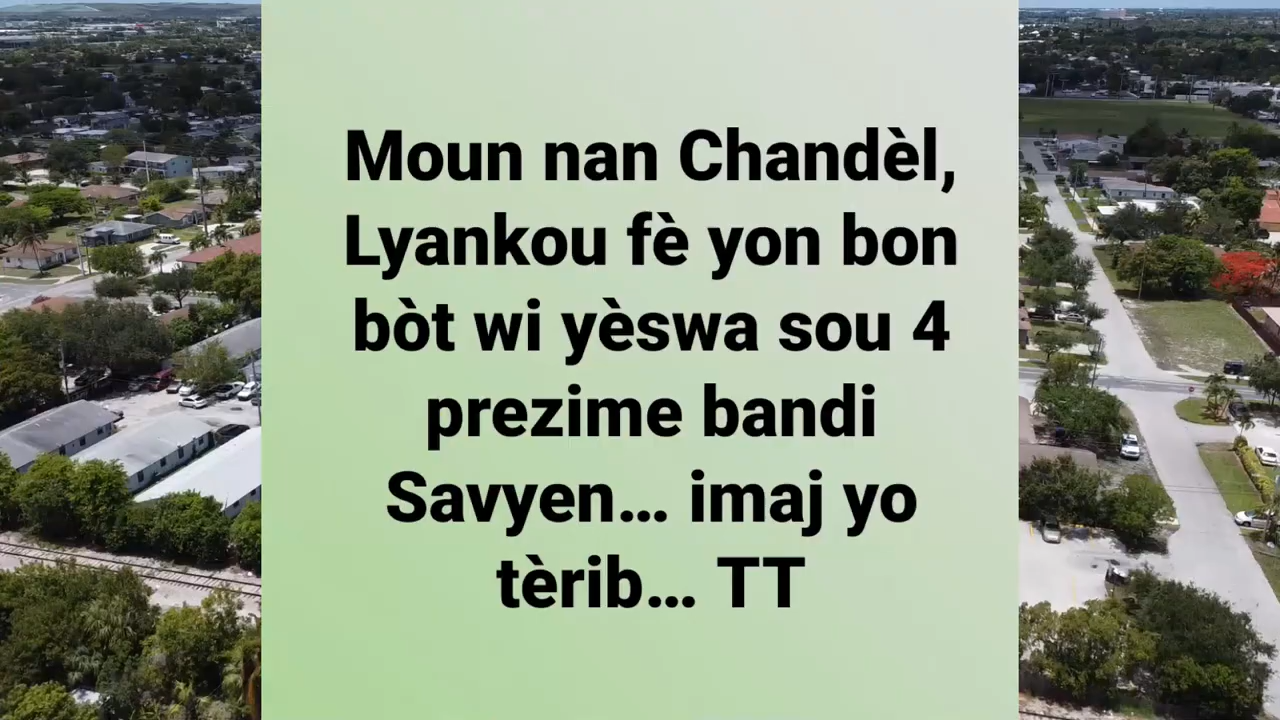 Moun nan Chandèl,
Lyankou fè yon bon
bòt wi yèswa sou 4
prezime bandi
Savyen... imaj yo
tèrib... TT